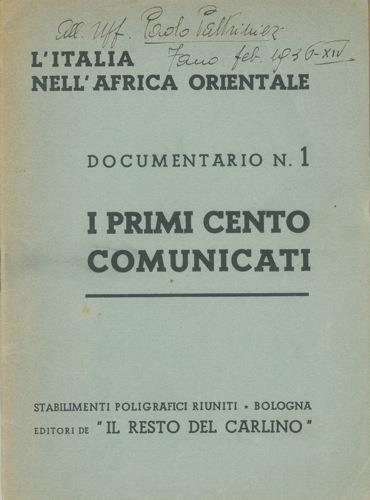 All. Uff. Paolo
Fano feb. 1936-XIV
L'ITALIA
NELL'AFRICA ORIENTALE
DOCUMENTARIO N. 1
I PRIMI CENTO
COMUNICATI
STABILIMENTI POLIGRAFICI RIUNITI * BOLOGNA
EDITORI DE "IL RESTO DEL CARLINO"